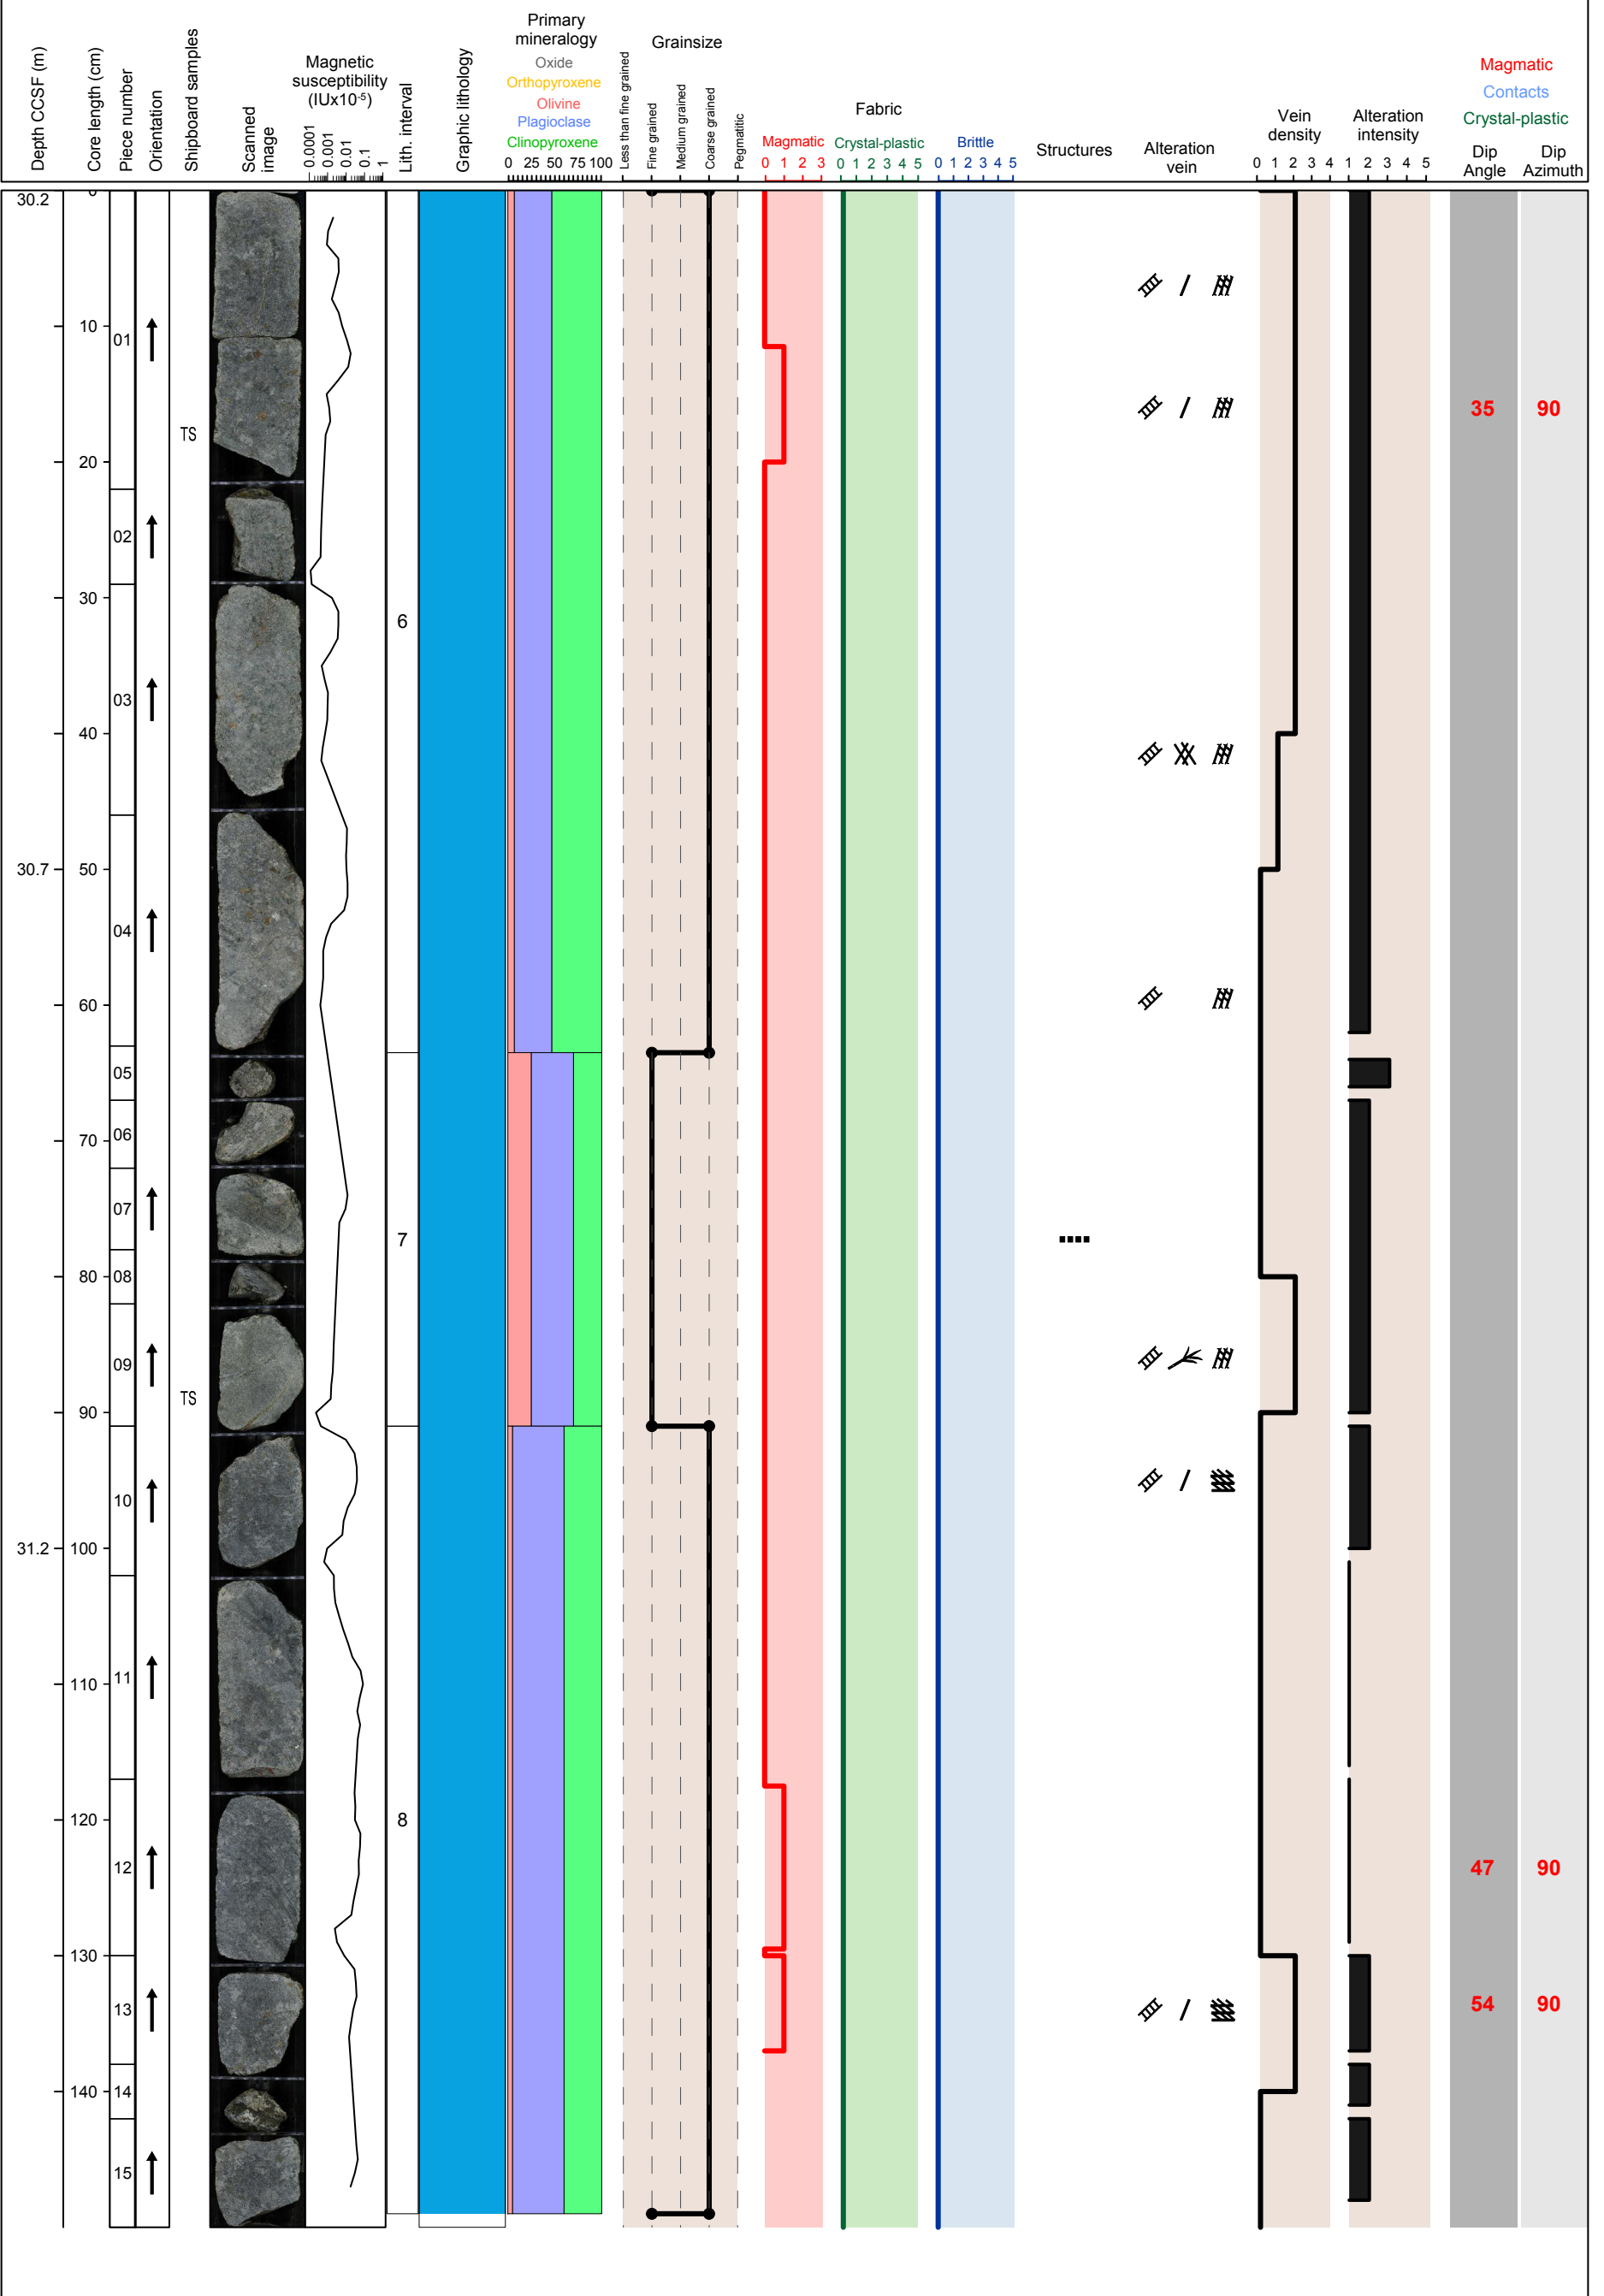 Depth CCSF (m)
Core length (cm)
Piece number
Orientation
Shipboard samples
Scanned
image
Magnetic
susceptibility
(IUx10-5)
0.0001
0.001
0.01
0.1
1
Lith. interval
Graphic lithology
Primary
mineralogy
Oxide
Orthopyroxene
Olivine
Plagioclase
Clinopyroxene
0 25 50 75 100
Grainsize
Less than fine grained
Fine grained
Medium grained
Coarse grained
Pegmatitic
Fabric
Magmatic
0 1 2 3
Crystal-plastic
0 1 2 3 4 5
Brittle
0 1 2 3 4 5
Structures
Alteration
vein
Vein
density
0 1 2 3 4
Alteration
intensity
1 2 3 4 5
Magmatic
Contacts
Crystal-plastic
Dip
Angle
Dip
Azimuth
30.2
0
10
01
35 90
TS
20
02
30
6
03
40
30.7 50
04
60
05
06
70
07
7
80 08
09
TS
90
10
31.2 100
11
110
120
8
12
47 90
130
13
54 90
14
140
15